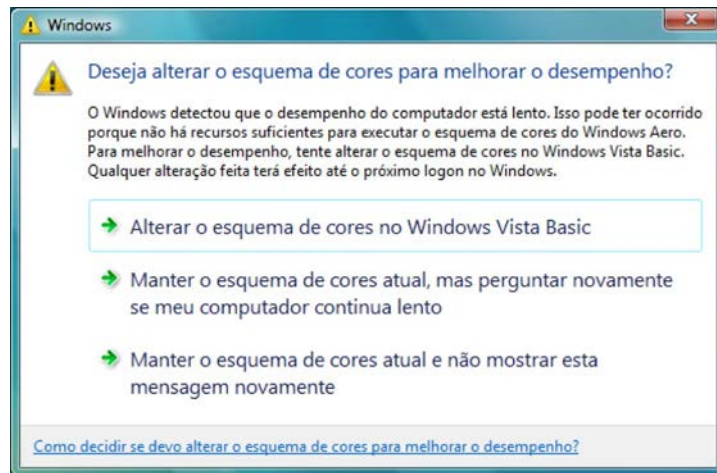 Windows
Deseja alterar o esquema de cores para melhorar o desempenho?
O Windows detectou que o desempenho do computador está lento. Isso pode ter ocorrido
porque não há recursos suficientes para executar o esquema de cores do Windows Aero.
Para melhorar o desempenho, tente alterar o esquema de cores no Windows Vista Basic.
Qualquer alteração feita terá efeito até o próximo logon no Windows.
Alterar o esquema de cores no Windows Vista Basic
Manter o esquema de cores atual, mas perguntar novamente
se meu computador continua lento
Manter o esquema de cores atual e não mostrar esta
mensagem novamente
Como decidir se devo alterar o esquema de cores para melhorar o desempenho?